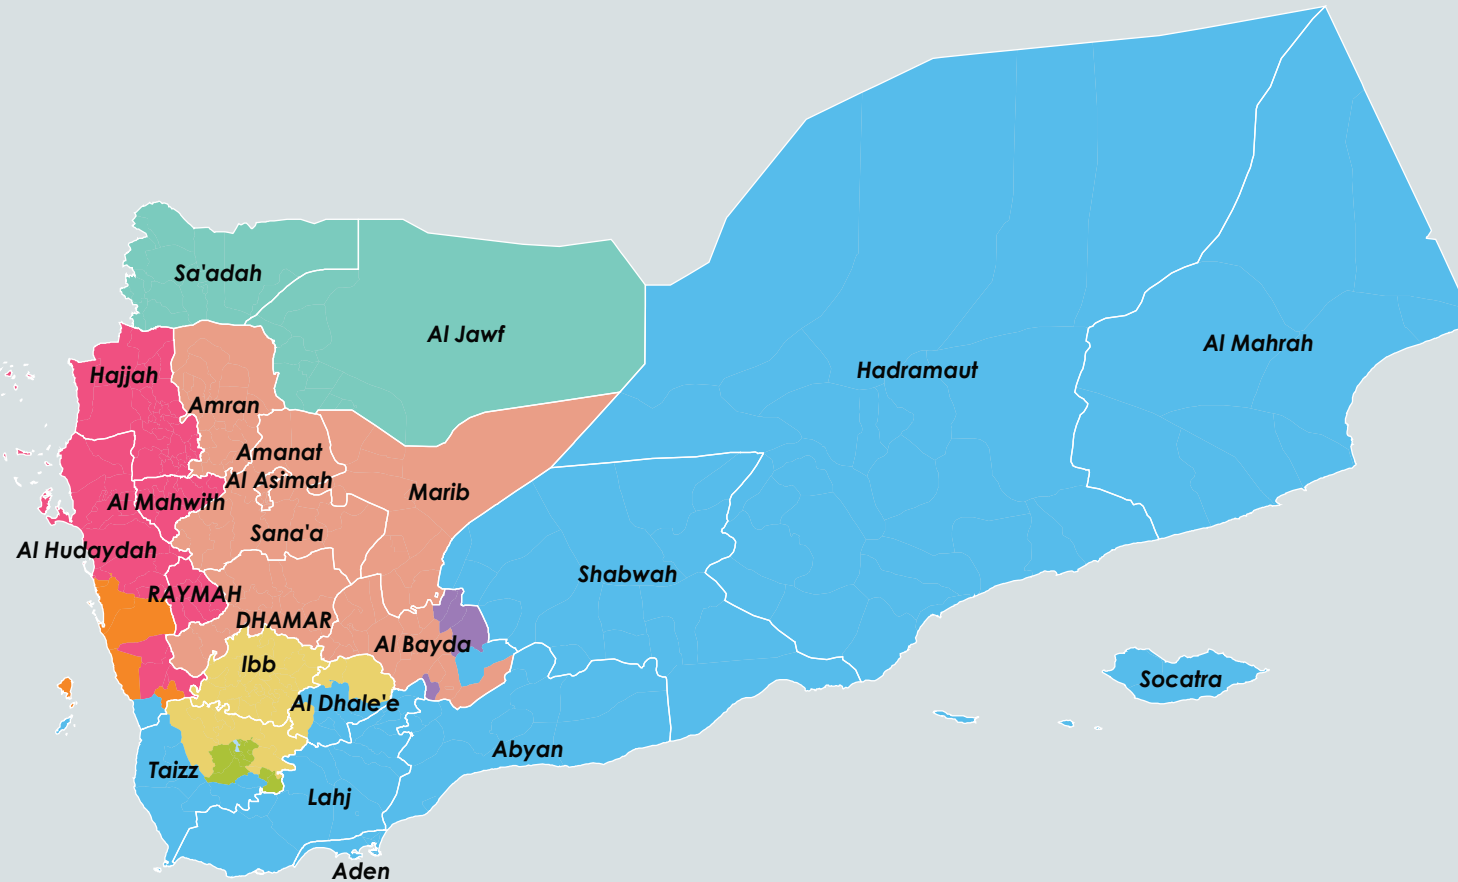 Sa'adah
Al Jawf
Al Mahrah
Hajjah
Hadramaut
Amran
Amanat
Al Asimah
Marib
Al Mahwith
Sana'a
Al Hudaydah
Shabwah
RAYMAH
DHAMAR
Al Bayda
Ibb
Socatra
Al Dhale'e
Abyan
Taizz
Lahj
Aden